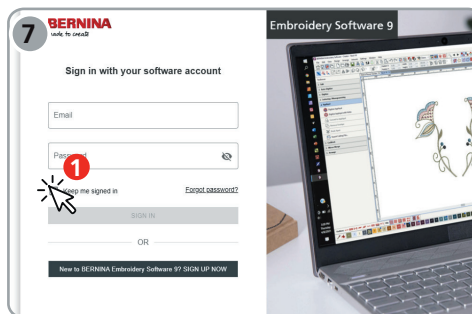 7
BERNINA
made to create
Embroidery Software 9
Sign in with your software account
Email
Password
1
Keep me signed in
Forgot password?
SIGN IN
OR
New to BERNINA Embroidery Software 9? SIGN UP NOW